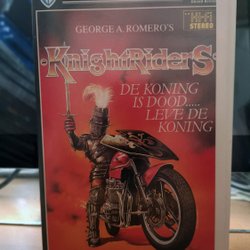 GEORGE A. ROMERO'S
HI-FI
STEREO
KnightRiders
DE KONING
IS DOOD.....
LEVE DE
KONING